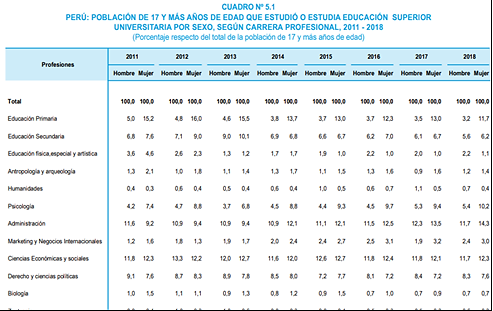 CUADRO Nº 5.1
PERÚ: POBLACIÓN DE 17 Y MÁS AÑOS DE EDAD QUE ESTUDIÓ O ESTUDIA EDUCACIÓN SUPERIOR
UNIVERSITARIA POR SEXO, SEGÚN CARRERA PROFESIONAL, 2011 - 2018
(Porcentaje respecto del total de la población de 17 y más años de edad)
Profesiones 2011 2012 2013 2014 2015 2016 2017 2018
Hombre Mujer Hombre Mujer Hombre Mujer Hombre Mujer Hombre Mujer Hombre Mujer Hombre Mujer Hombre Mujer
Total 100,0 100,0 100,0 100,0 100,0 100,0 100,0 100,0 100,0 100,0 100,0 100,0 100,0 100,0 100,0 100,0
Educación Primaria 5,0 15,2 4,8 16,0 4,6 15,5 3,8 13,7 3,7 13,0 3,7 12,3 3,5 13,0 3,2 11,7
Educación Secundaria 6,8 7,6 7,1 9,0 9,0 10,1 6,9 6,8 6,6 6,7 6,2 7,0 6,7 6,1 5,6 6,2
Educación física,especial y artística 3,6 4,6 2,6 2,3 1,3 1,2 1,7 1,7 1,9 1,0 2,2 1,0 2,0 1,0 2,2 1,1
Antropología y arqueología 1,3 2,1 1,0 1,8 1,1 1,4 1,3 1,7 1,1 1,5 1,3 1,6 0,9 1,6 1,2 1,4
Humanidades 0,4 0,3 0,6 0,4 0,5 0,4 0,6 0,4 1,0 0,5 0,6 0,7 1,1 0,5 0,7 0,4
Psicología 4,2 7,4 4,7 8,8 3,7 6,8 4,5 8,8 4,4 9,3 4,5 9,7 5,3 9,4 5,4 10,2
Administración 11,6 9,2 10,9 9,4 10,9 9,4 10,9 12,1 11,1 12,1 11,5 12,5 12,3 13,5 11,7 14,3
Marketing y Negocios Internacionales 1,2 1,6 1,8 1,3 1,9 1,7 2,0 2,4 2,4 2,7 2,5 3,1 1,9 3,2 2,4 3,0
Ciencias Económicas y sociales 11,8 12,3 13,3 12,2 12,0 12,7 11,6 12,0 12,6 12,7 11,8 12,4 11,8 12,1 11,7 12,3
Derecho y ciencias políticas 9,1 7,6 8,7 8,3 7,9 7,8 8,5 8,0 7,2 7,7 8,1 7,2 8,4 7,2 8,3 7,6
Biología 1,0 1,5 1,1 1,1 0,9 1,3 0,8 1,2 0,9 1,5 0,7 1,0 0,7 0,9 0,7 0,7